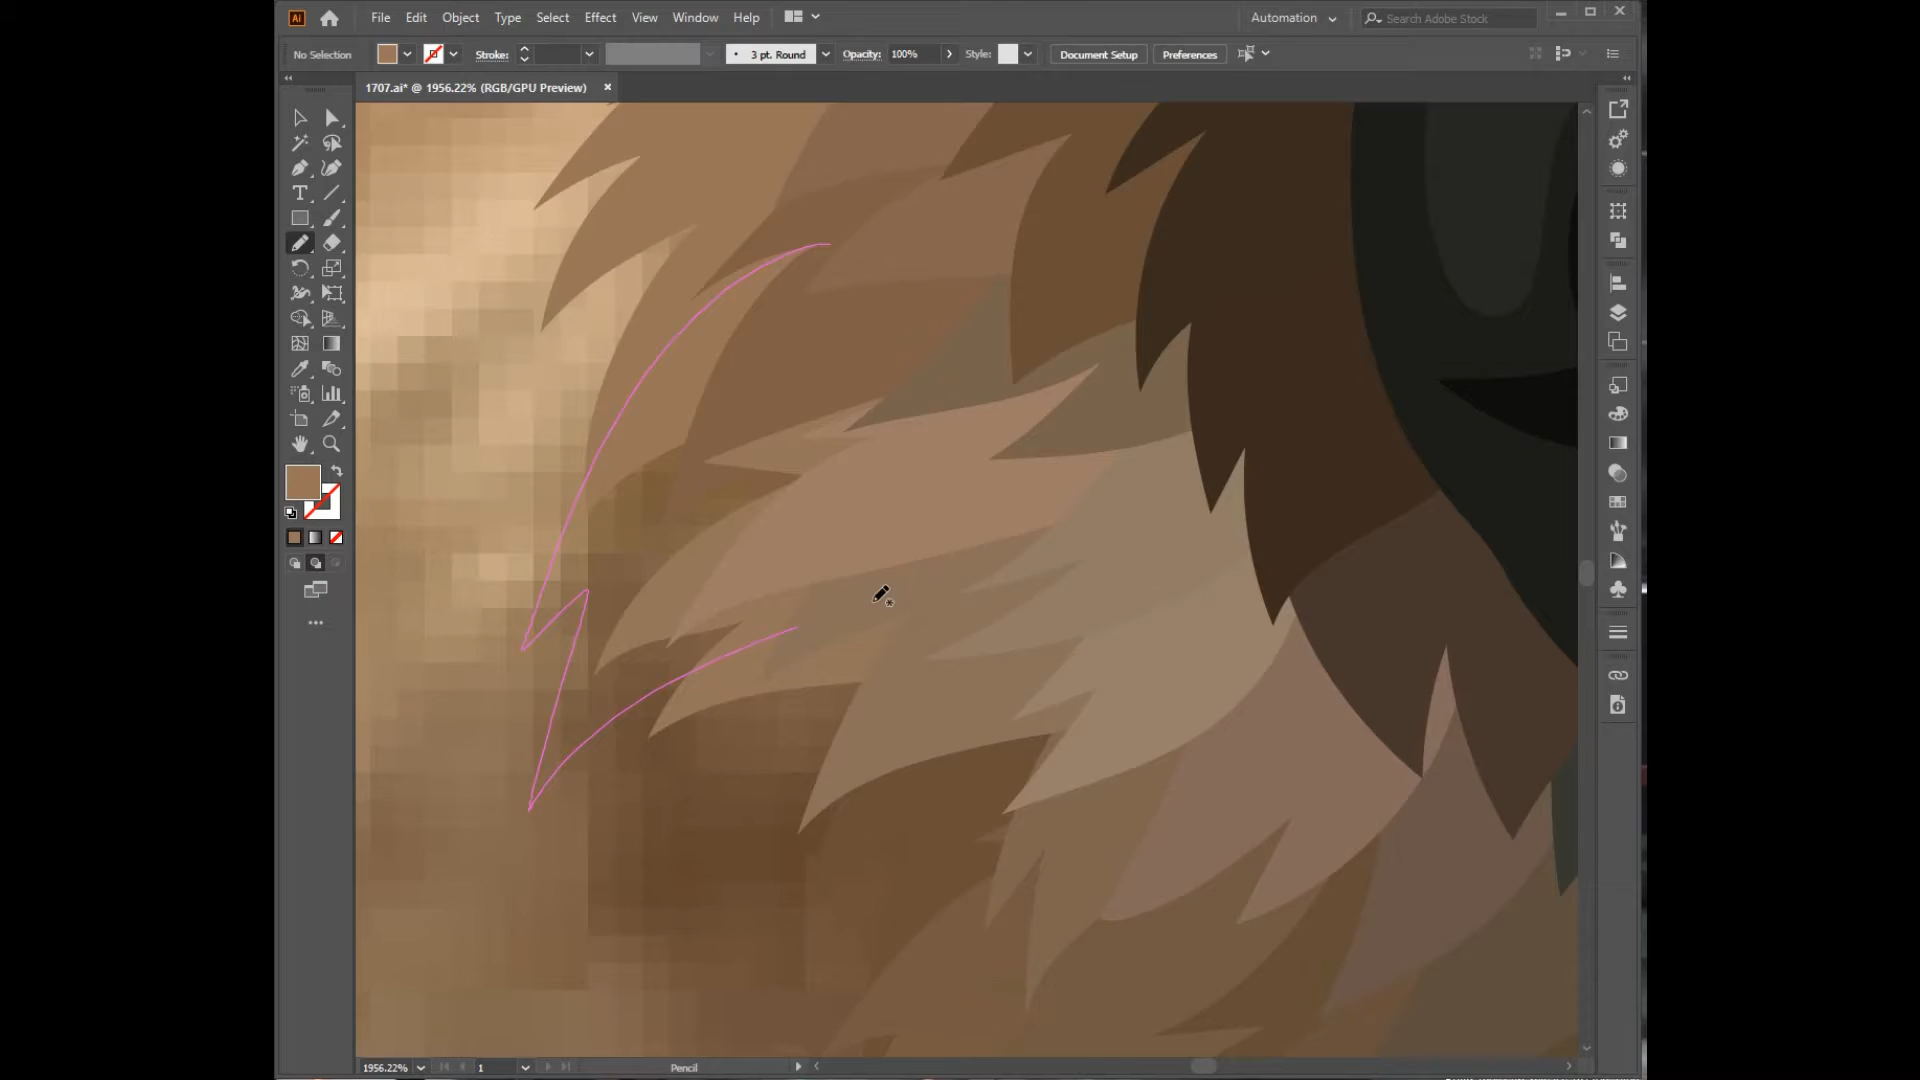 Ai File Edit Object Type Select Effect View Window Help Automation Search Adobe Stock
No Selection Stroke: 3 pt. Round Opacity: 100% Style: Document Setup Preferences
1707.ai* @ 1956.22% (RGB/GPU Preview)
T
1956.22% 1 Pencil